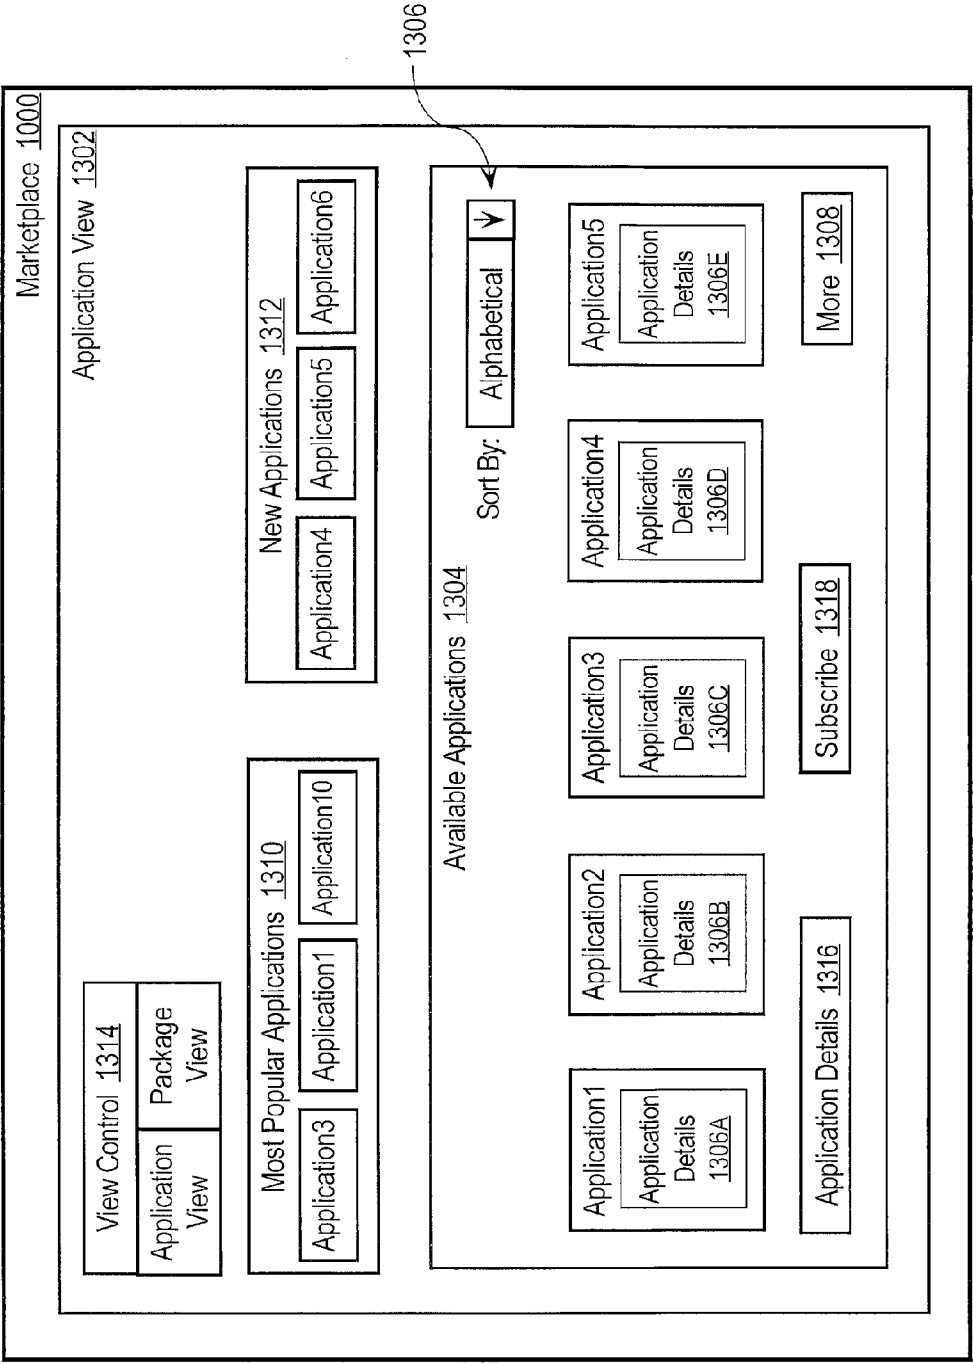 Marketplace 1000
Application View 1302
View Control 1314
Application
View
Package
View
Most Popular Applications 1310
Application3
Application1
Application10
New Applications 1312
Application4
Application5
Application6
1306
Available Applications 1304
Sort By:
Alphabetical
Application1
Application
Details
1306A
Application2
Application
Details
1306B
Application3
Application
Details
1306C
Application4
Application
Details
1306D
Application5
Application
Details
1306E
Application Details 1316
Subscribe 1318
More 1308